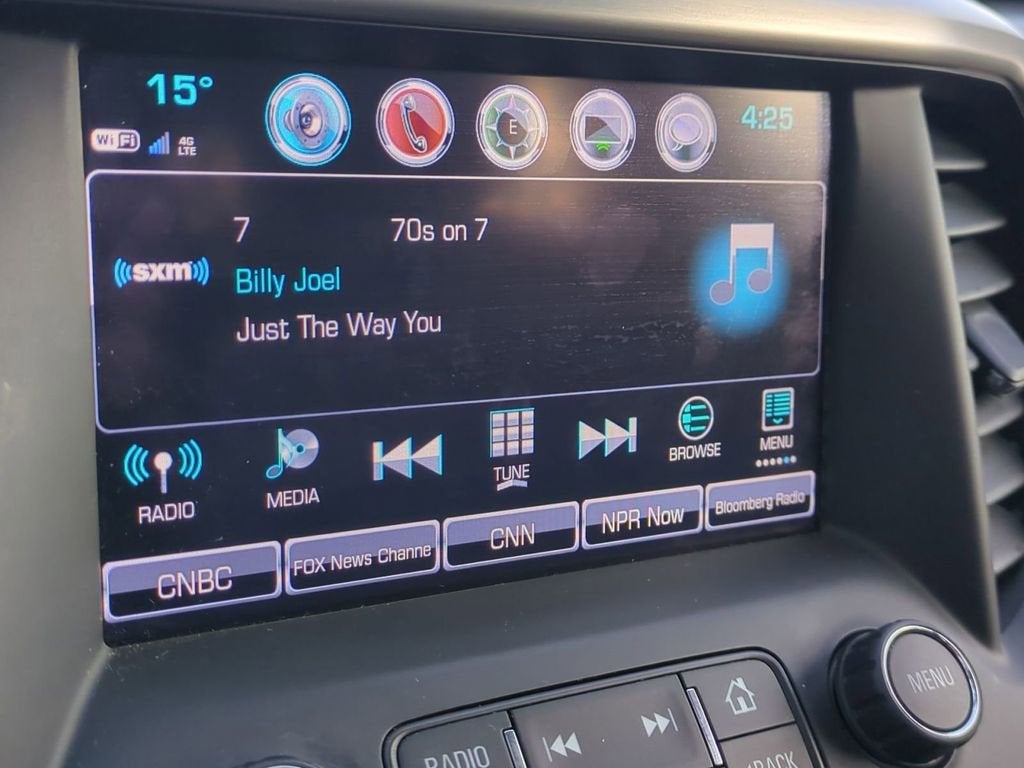 15°
4:25
WiFi
4G
LTE
E
7 70s on 7
sxm
Billy Joel
Just The Way You
RADIO
MEDIA
TUNE
BROWSE
MENU
CNBC
FOX News Channe
CNN
NPR Now
Bloomberg Radio
MENU
RADIO
BACK